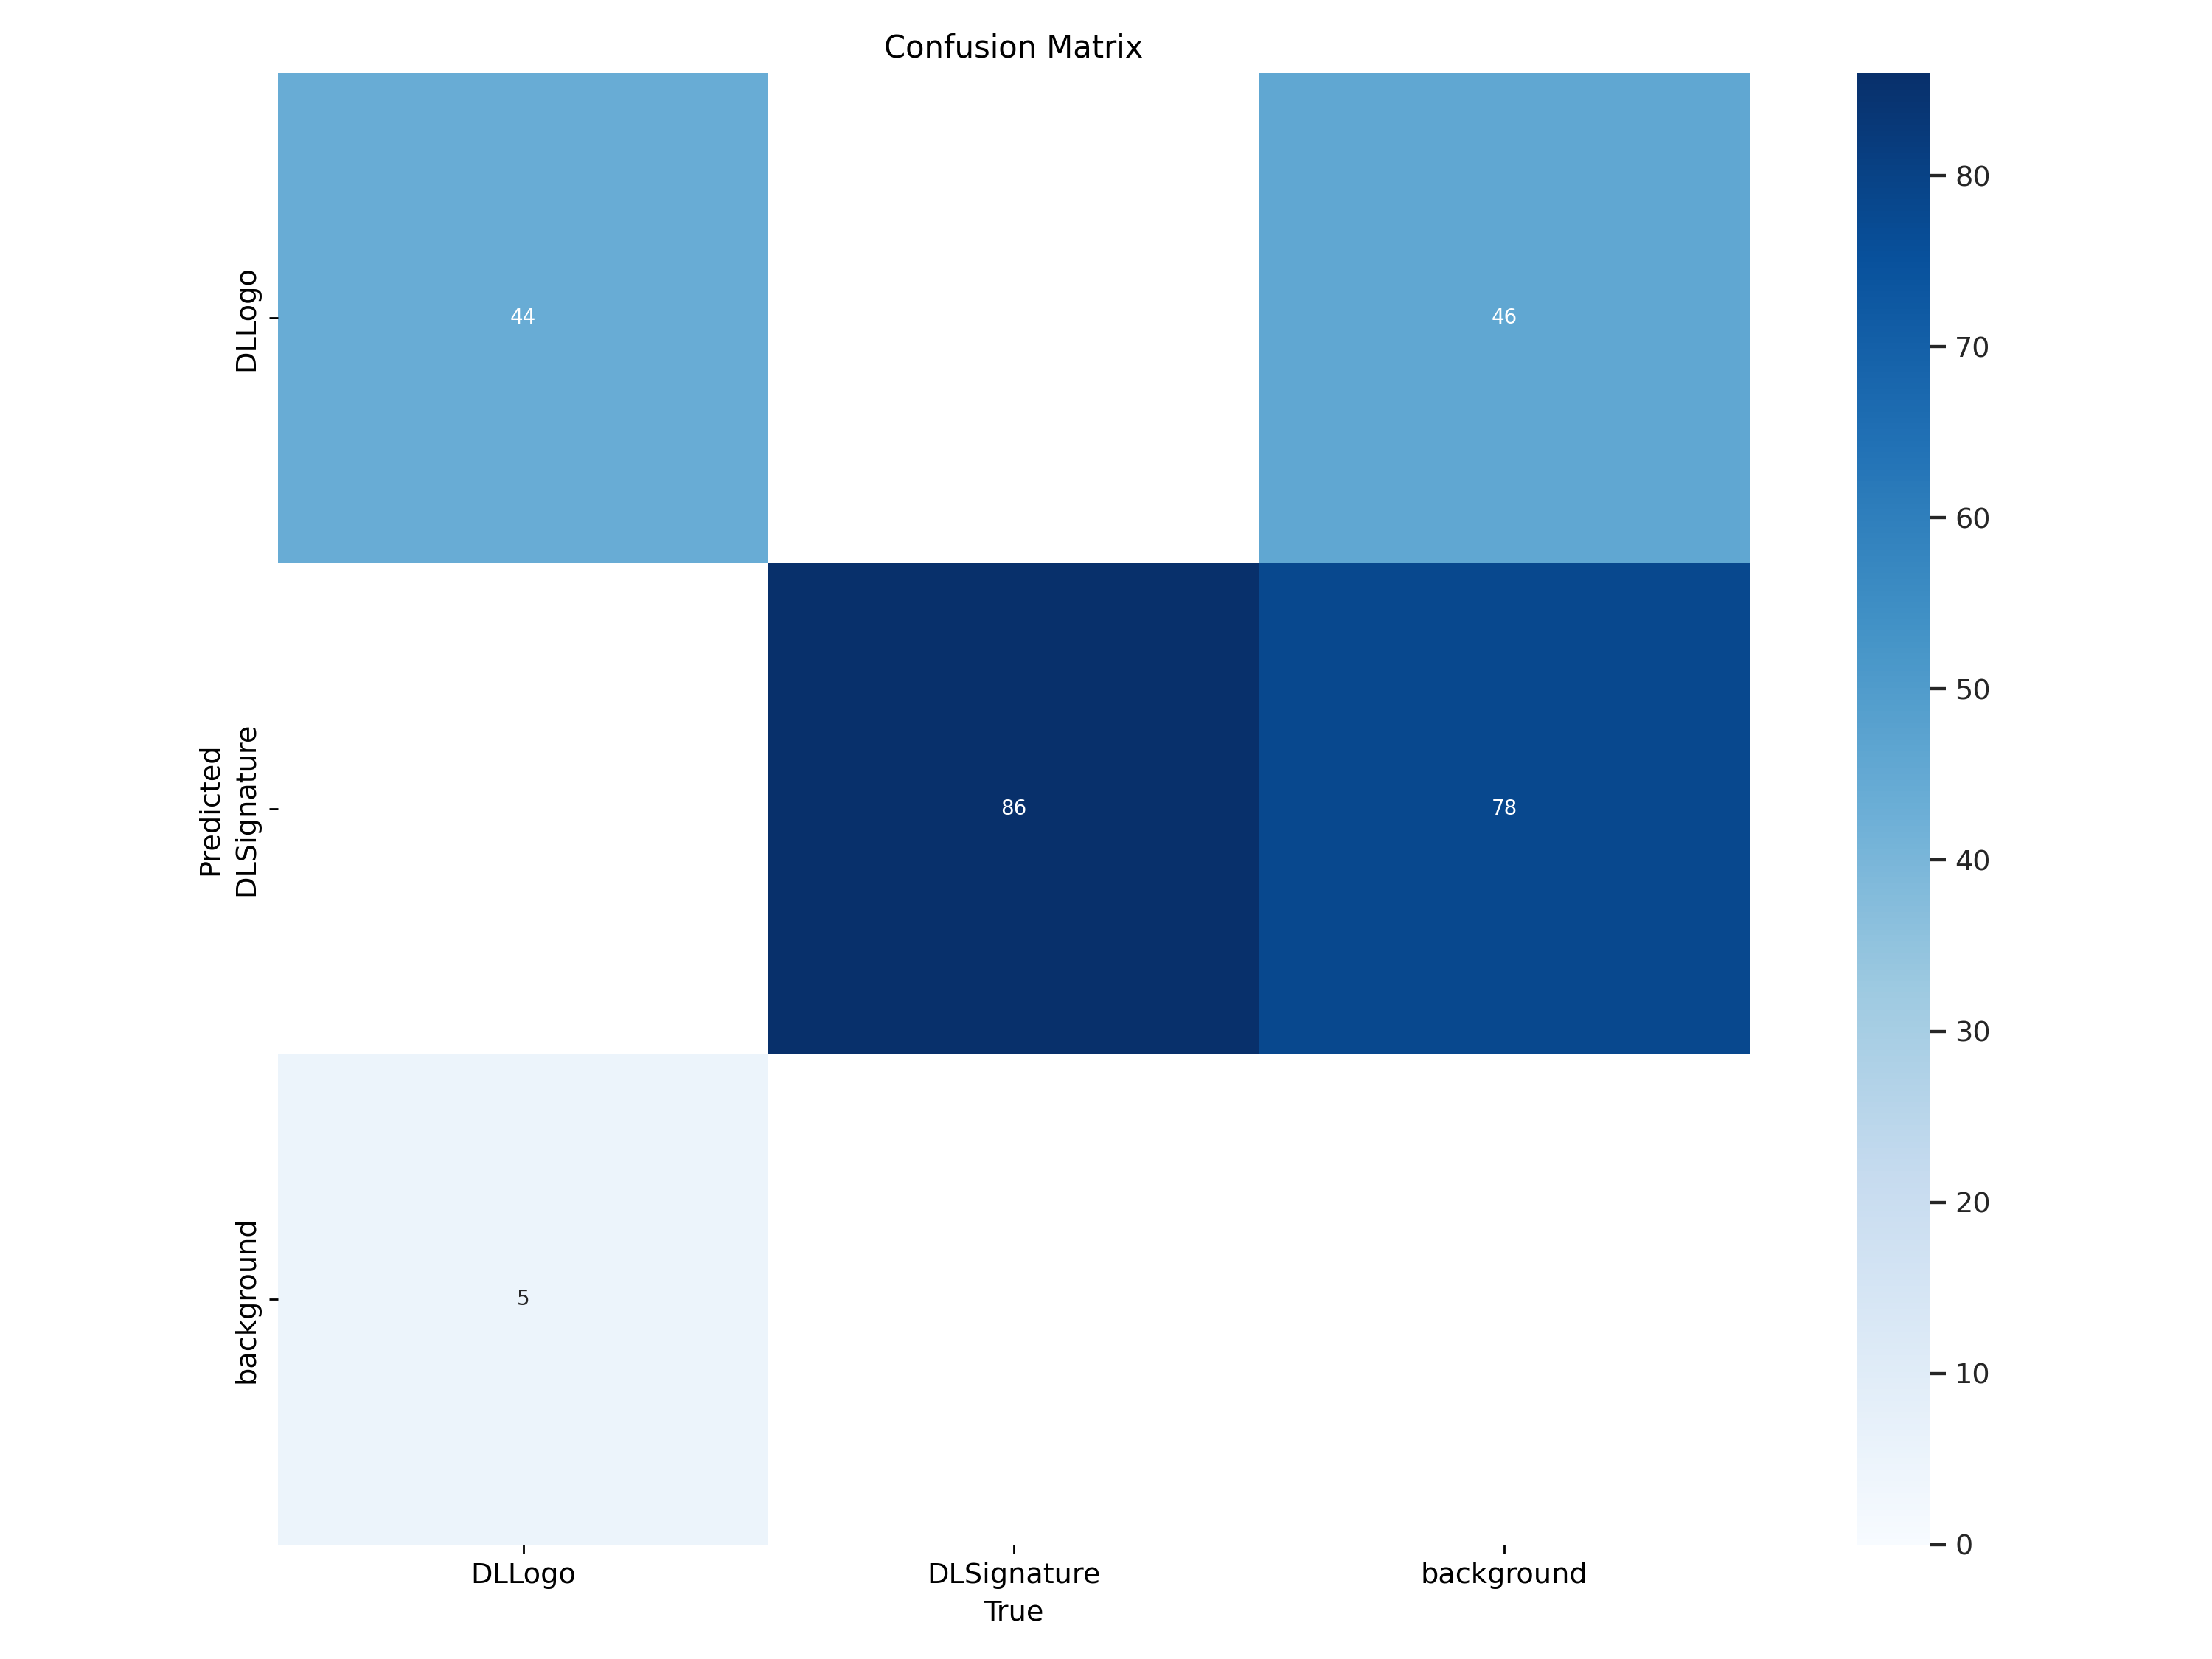 Confusion Matrix
DLLogo
44
46
Predicted
DLSignature
86
78
background
5
DLLogo DLSignature background
True
80
70
60
50
40
30
20
10
0